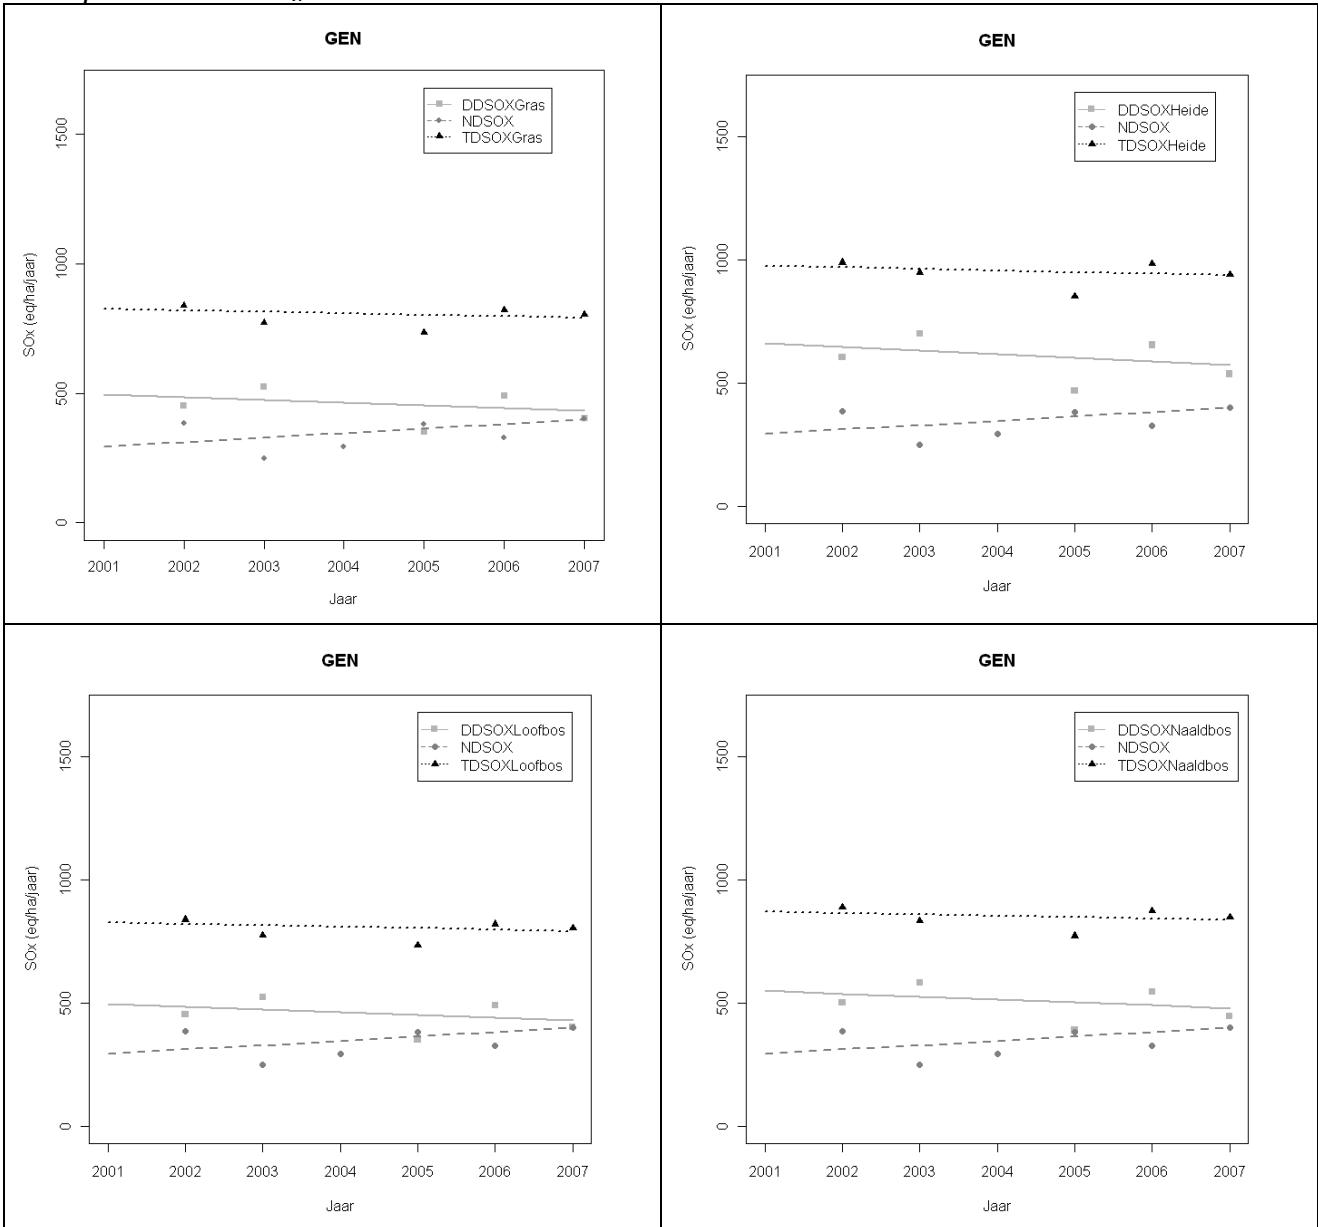 GEN
DDSOXGras
NDSOX
TDSOXGras
SOx (eq/ha/jaar)
1500
1000
500
0
2001 2002 2003 2004 2005 2006 2007
Jaar
GEN
DDSOXHeide
NDSOX
TDSOXHeide
SOx (eq/ha/jaar)
1500
1000
500
0
2001 2002 2003 2004 2005 2006 2007
Jaar
GEN
DDSOXLoofbos
NDSOX
TDSOXLoofbos
SOx (eq/ha/jaar)
1500
1000
500
0
2001 2002 2003 2004 2005 2006 2007
Jaar
GEN
DDSOXNaaldbos
NDSOX
TDSOXNaaldbos
SOx (eq/ha/jaar)
1500
1000
500
0
2001 2002 2003 2004 2005 2006 2007
Jaar